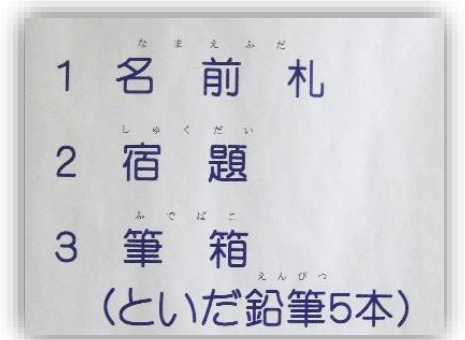 なまえふだ
1 名前札
しゅくだい
2 宿題
ふでばこ
3 筆箱
えんぴつ
(といだ鉛筆5本)